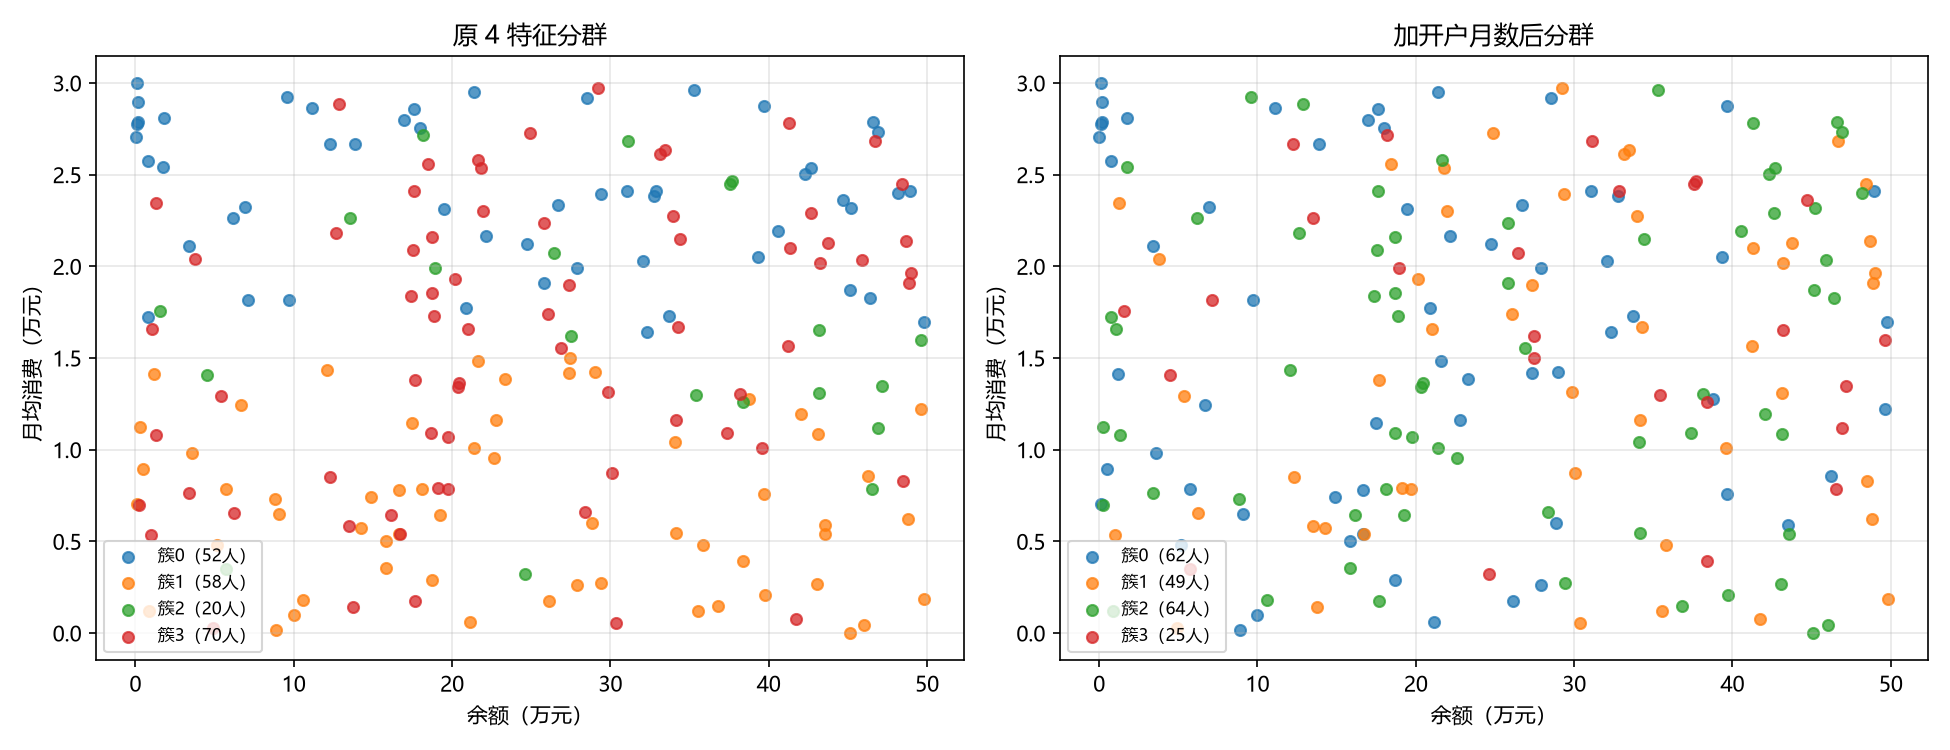 原 4 特征分群
3.0
2.5
2.0
1.5
1.0
0.5
0.0
月均消费（万元）
簇0（52人）
簇1（58人）
簇2（20人）
簇3（70人）
0 10 20 30 40 50
余额（万元）
加开户月数后分群
3.0
2.5
2.0
1.5
1.0
0.5
0.0
月均消费（万元）
簇0（62人）
簇1（49人）
簇2（64人）
簇3（25人）
0 10 20 30 40 50
余额（万元）